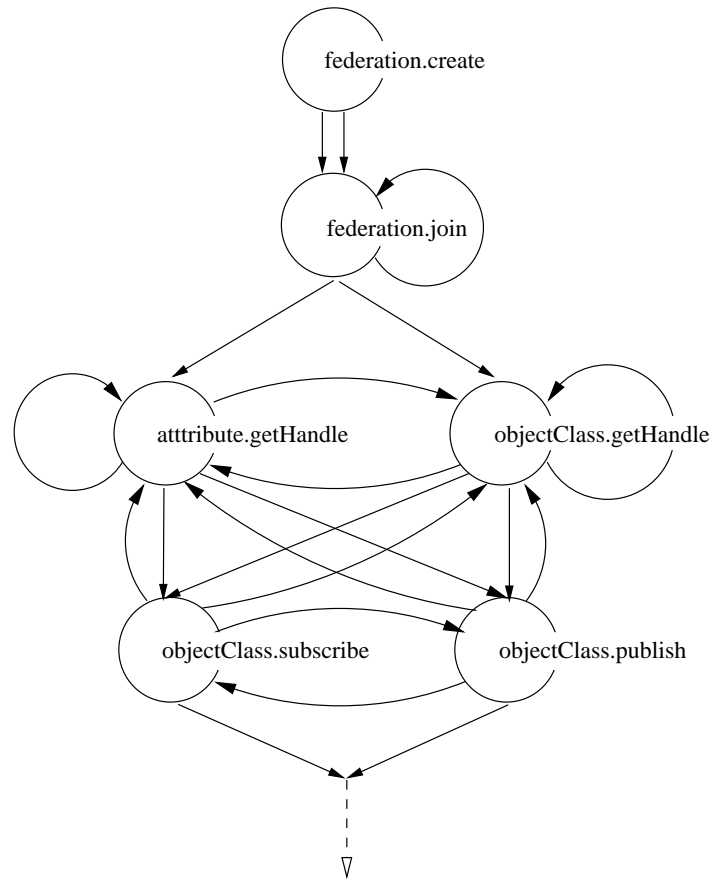 federation.create
federation.join
atttribute.getHandle
objectClass.getHandle
objectClass.subscribe
objectClass.publish